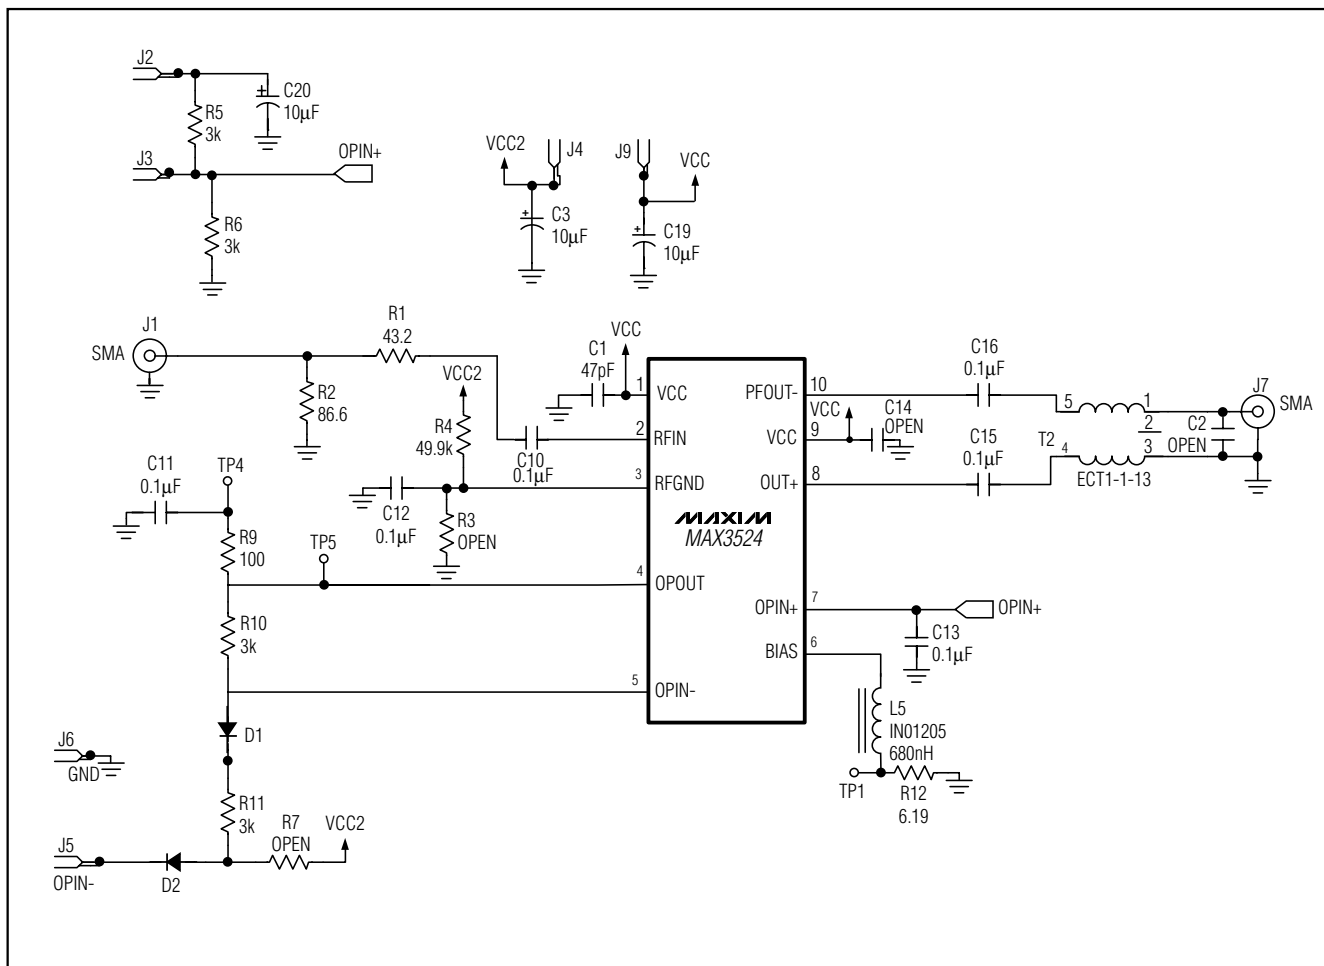 J2
C20
10µF
R5
3k
J3
OPIN+
R6
3k
VCC2
J4
C3
10µF
J9
VCC
C19
10µF
J1
SMA
R1
43.2
R2
86.6
VCC2
R4
49.9k
C10
0.1µF
C1
47pF
VCC
1
VCC
2
RFIN
3
RFGND
MAXIM
MAX3524
4
OPOUT
5
OPIN-
10
PFOUT-
9
VCC
8
OUT+
7
OPIN+
6
BIAS
C16
0.1µF
VCC
C14
OPEN
C15
0.1µF
5
1
2
T2
4
3
ECT1-1-13
C2
OPEN
J7
SMA
C11
0.1µF
TP4
C12
0.1µF
R3
OPEN
R9
100
TP5
R10
3k
OPIN+
C13
0.1µF
L5
IN01205
680nH
TP1
R12
6.19
D1
J6
GND
R11
3k
R7
OPEN
VCC2
J5
OPIN-
D2